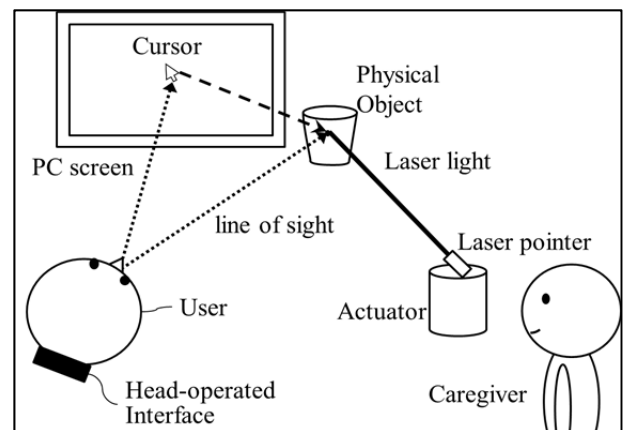 Cursor
Physical
Object
PC screen
Laser light
line of sight
Laser pointer
User
Actuator
Head-operated
Interface
Caregiver